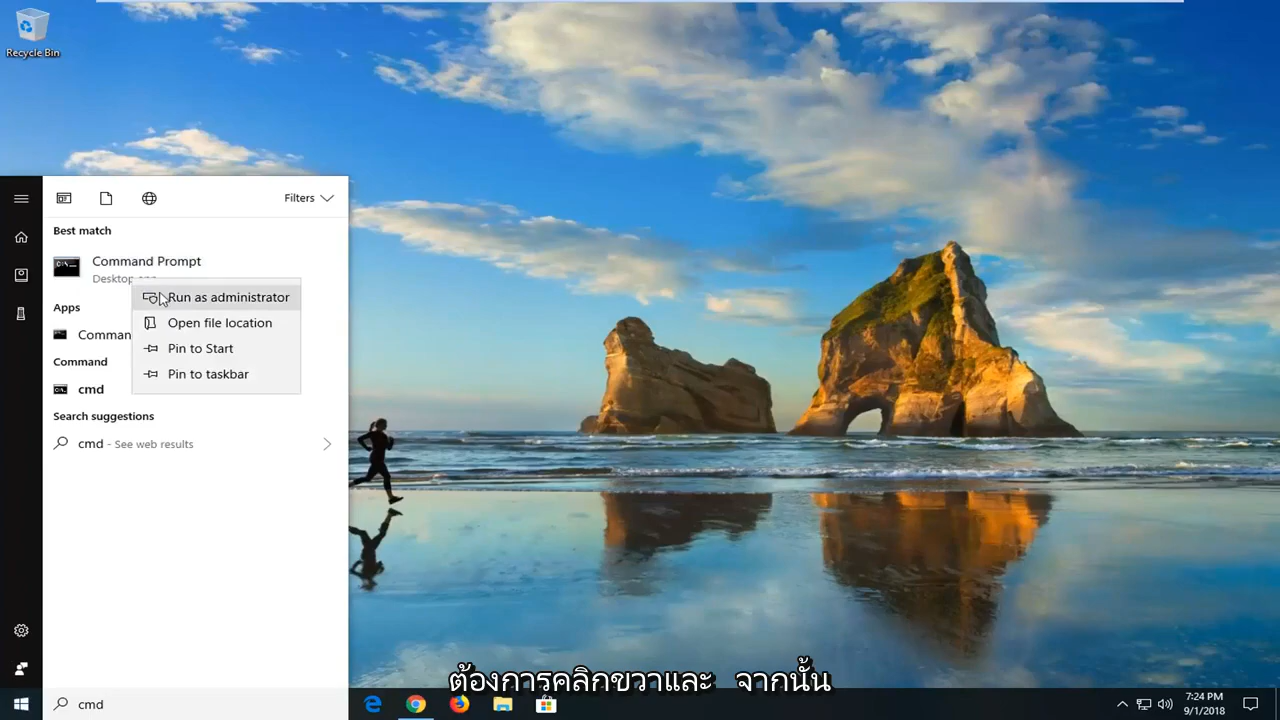 Recycle Bin
Filters
Best match
Command Prompt
Desktop app
Run as administrator
Apps
Open file location
Comman
Pin to Start
Command
Pin to taskbar
cmd
Search suggestions
cmd - See web results
ต้องการคลิกขวาและ จากนั้น
cmd
7:24 PM
9/1/2018